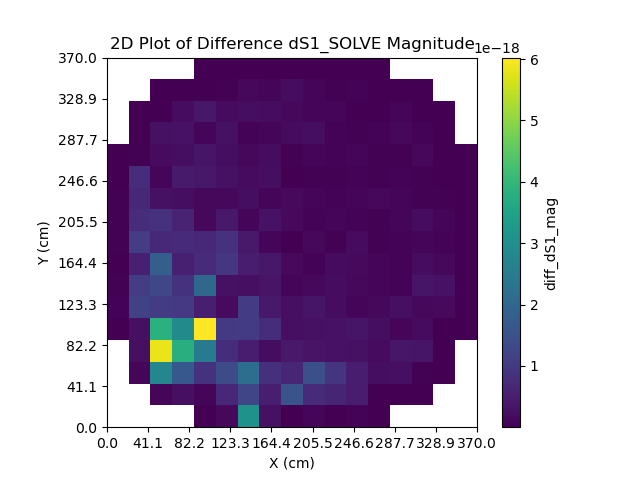 2D Plot of Difference dS1_SOLVE Magnitude
1e−18
370.0
328.9
287.7
246.6
205.5
164.4
123.3
82.2
41.1
0.0
Y (cm)
0.0 41.1 82.2 123.3 164.4 205.5 246.6 287.7 328.9 370.0
X (cm)
6
5
4
3
2
1
diff_dS1_mag